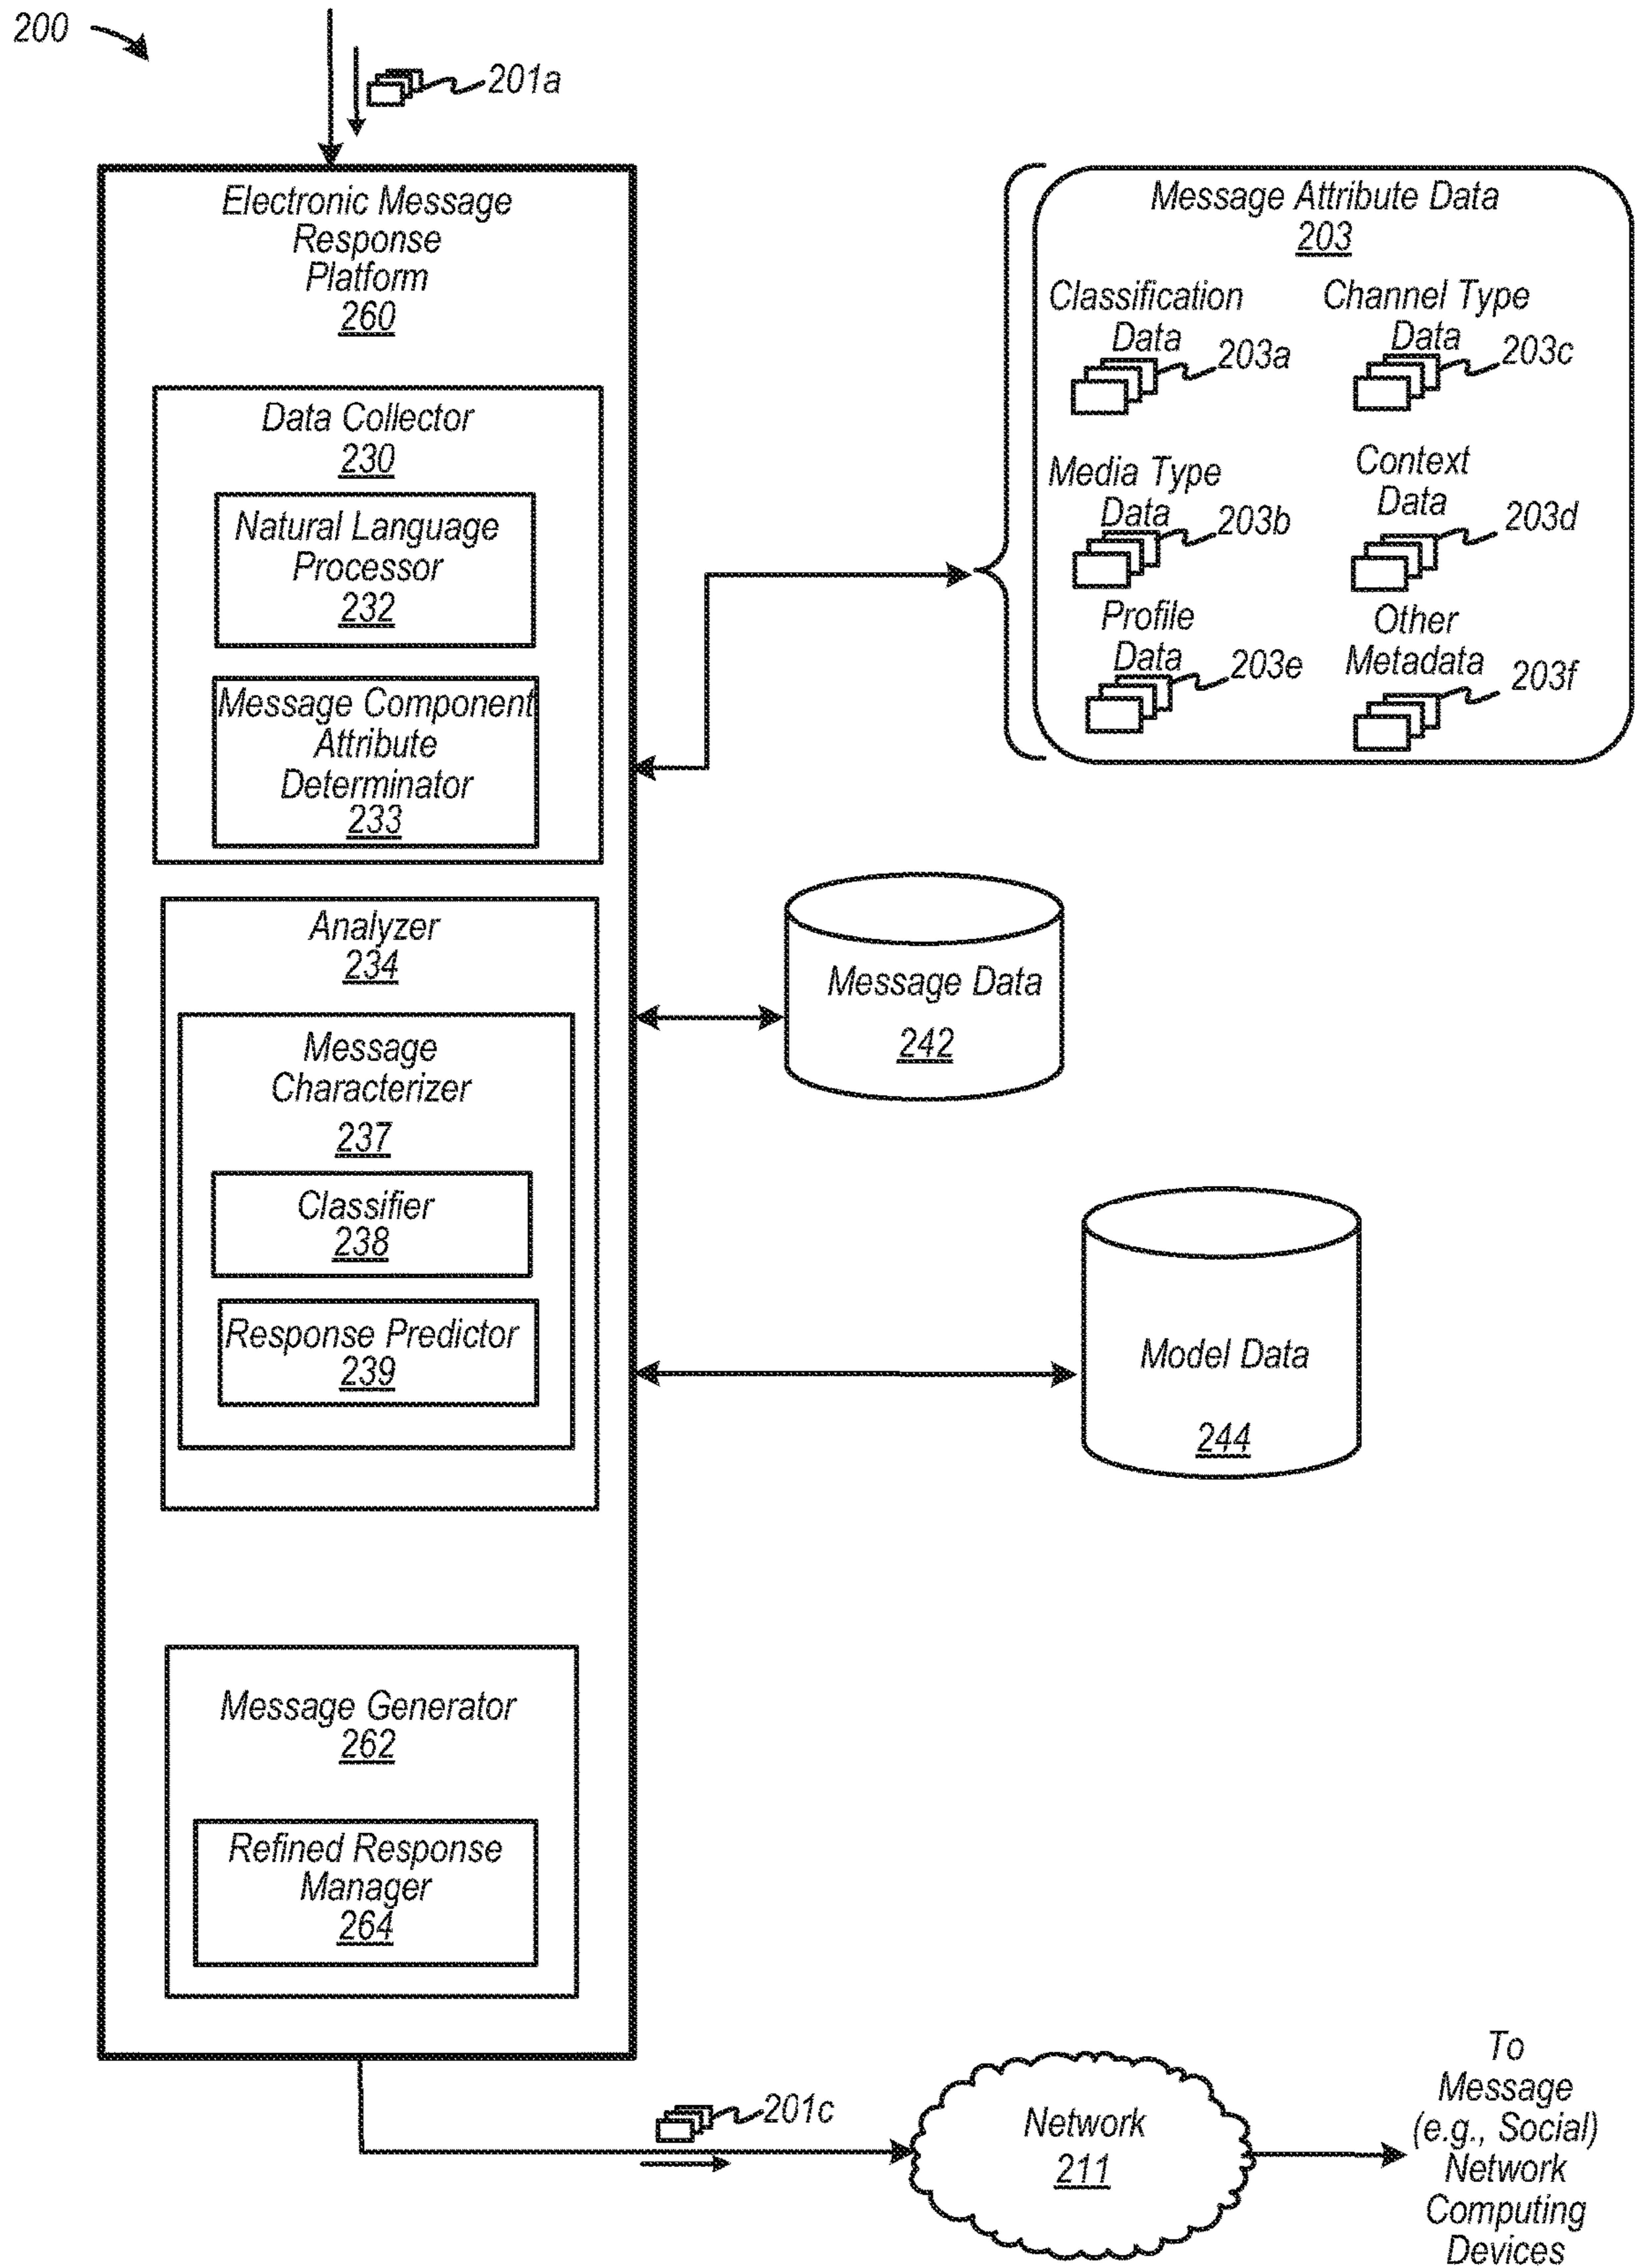 200
201a
Electronic Message
Response
Platform
260
Data Collector
230
Natural Language
Processor
232
Message Component
Attribute
Determinator
233
Analyzer
234
Message
Characterizer
237
Classifier
238
Response Predictor
239
Message Generator
262
Refined Response
Manager
264
Message Attribute Data
203
Classification
Data
203a
Channel Type
Data
203c
Media Type
Data
203b
Context
Data
203d
Profile
Data
203e
Other
Metadata
203f
Message Data
242
Model Data
244
201c
Network
211
To
Message
(e.g., Social)
Network
Computing
Devices